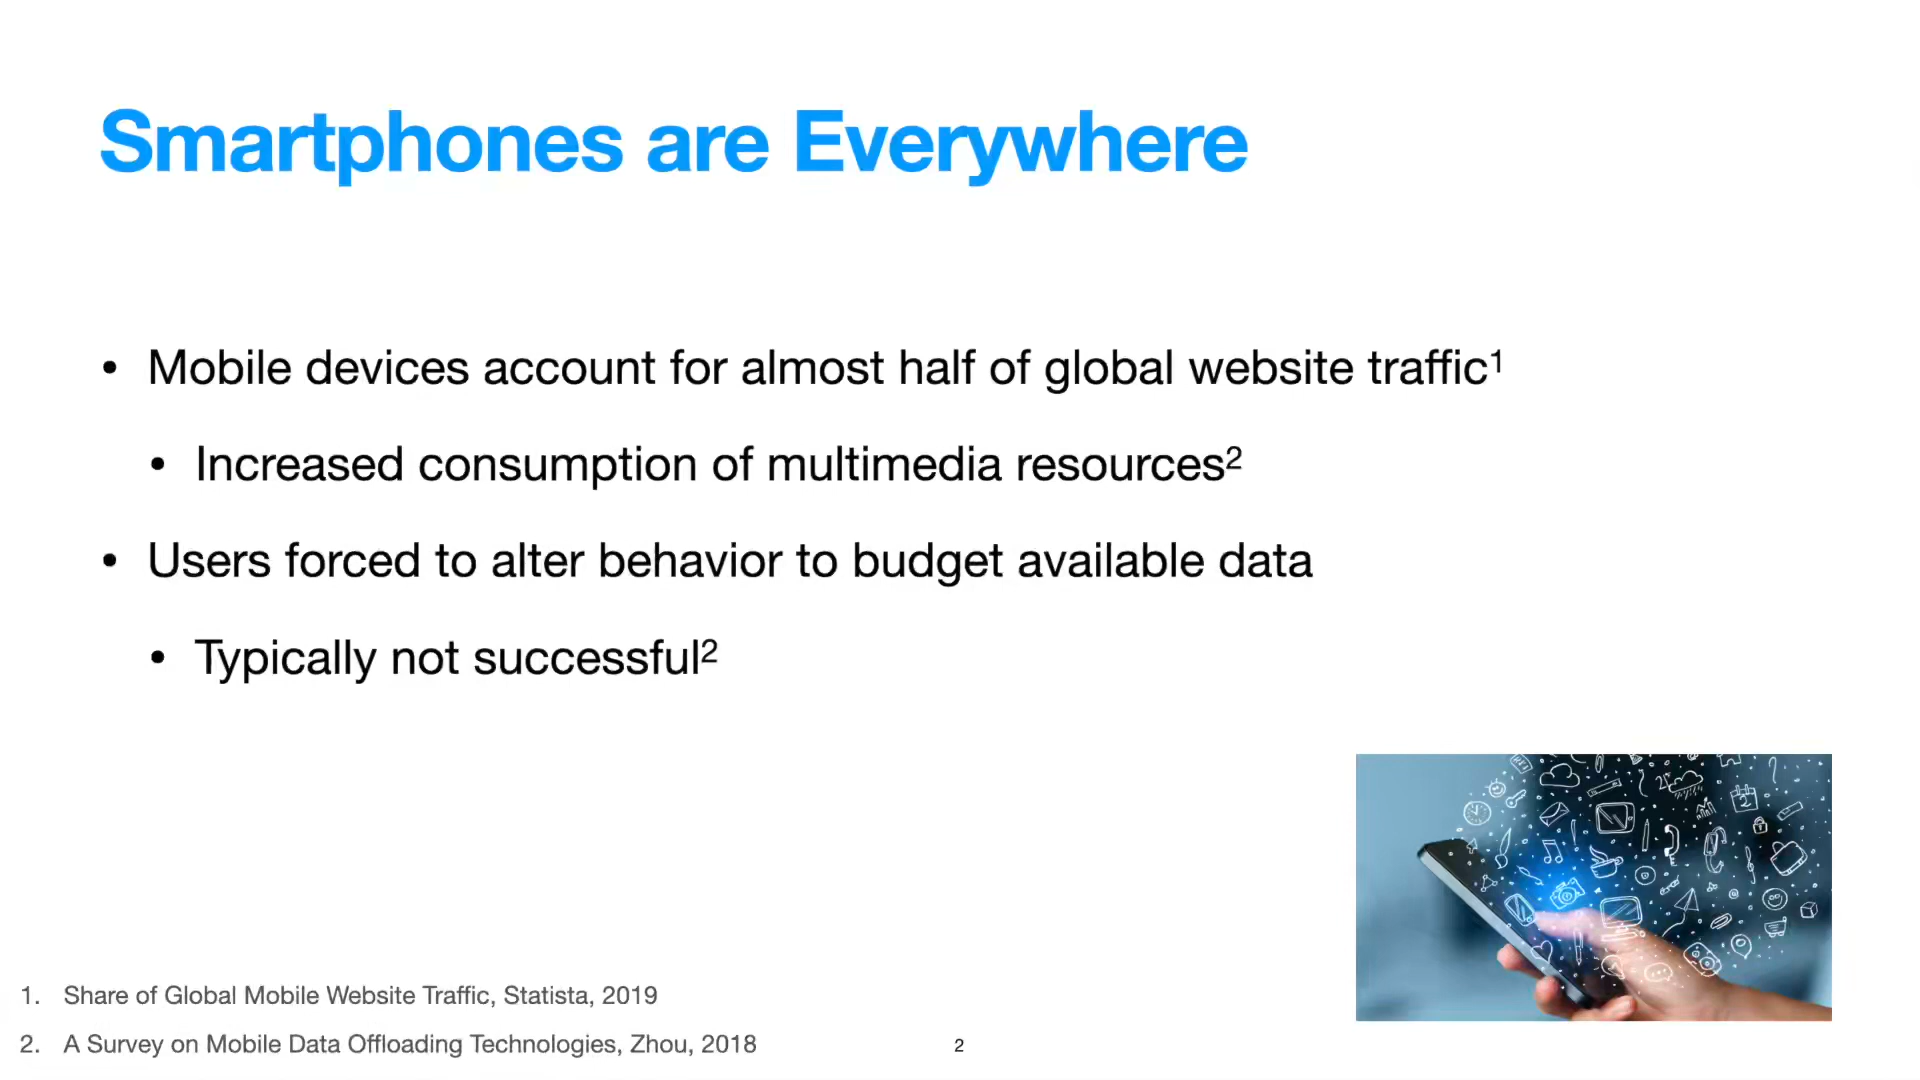 Smartphones are Everywhere
• Mobile devices account for almost half of global website traffic¹
• Increased consumption of multimedia resources²
• Users forced to alter behavior to budget available data
• Typically not successful²
1. Share of Global Mobile Website Traffic, Statista, 2019
2. A Survey on Mobile Data Offloading Technologies, Zhou, 2018
2